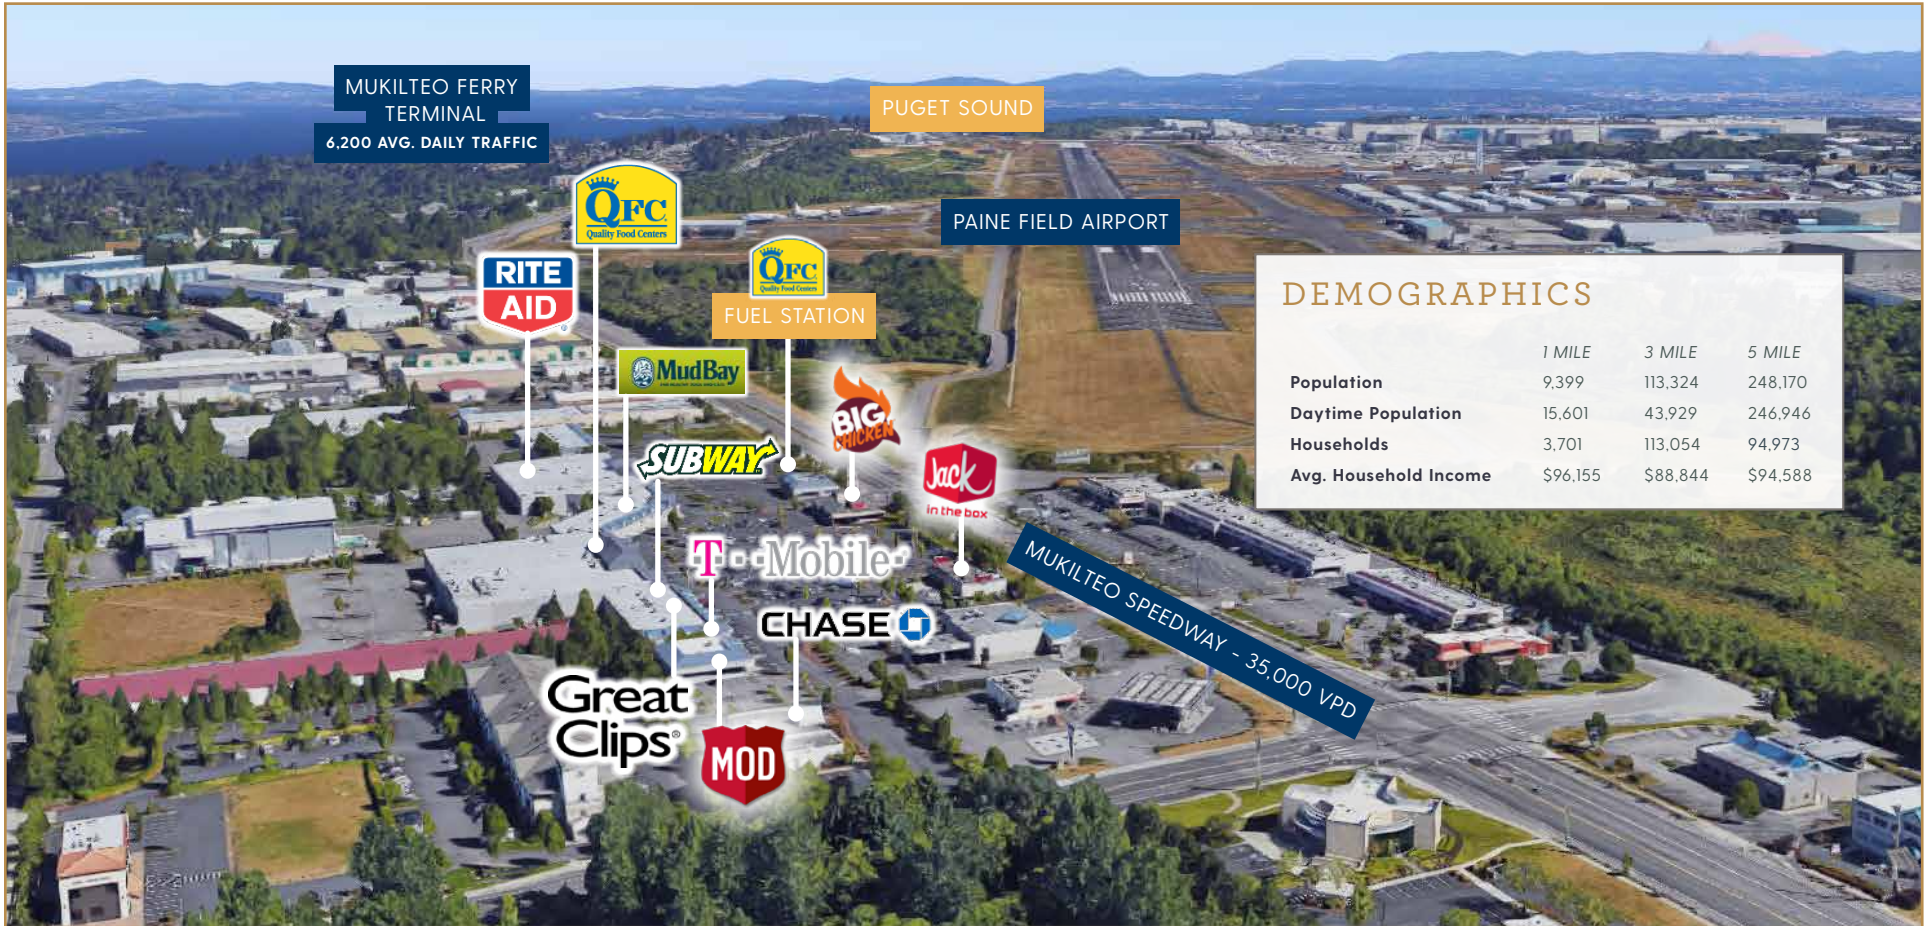 MUKILTEO FERRY
TERMINAL
6,200 AVG. DAILY TRAFFIC
PUGET SOUND
QFC
Quality Food Centers
PAINE FIELD AIRPORT
RITE
AID
QFC
Quality Food Centers
FUEL STATION
DEMOGRAPHICS
1 MILE 3 MILE 5 MILE
Population 9,399 113,324 248,170
Daytime Population 15,601 43,929 246,946
Households 3,701 113,054 94,973
Avg. Household Income $96,155 $88,844 $94,588
MudBay
BIG
CHICKEN
SUBWAY
Jack
in the box
T-Mobile
MUKILTEO SPEEDWAY - 35,000 VPD
CHASE
Great
Clips®
MOD